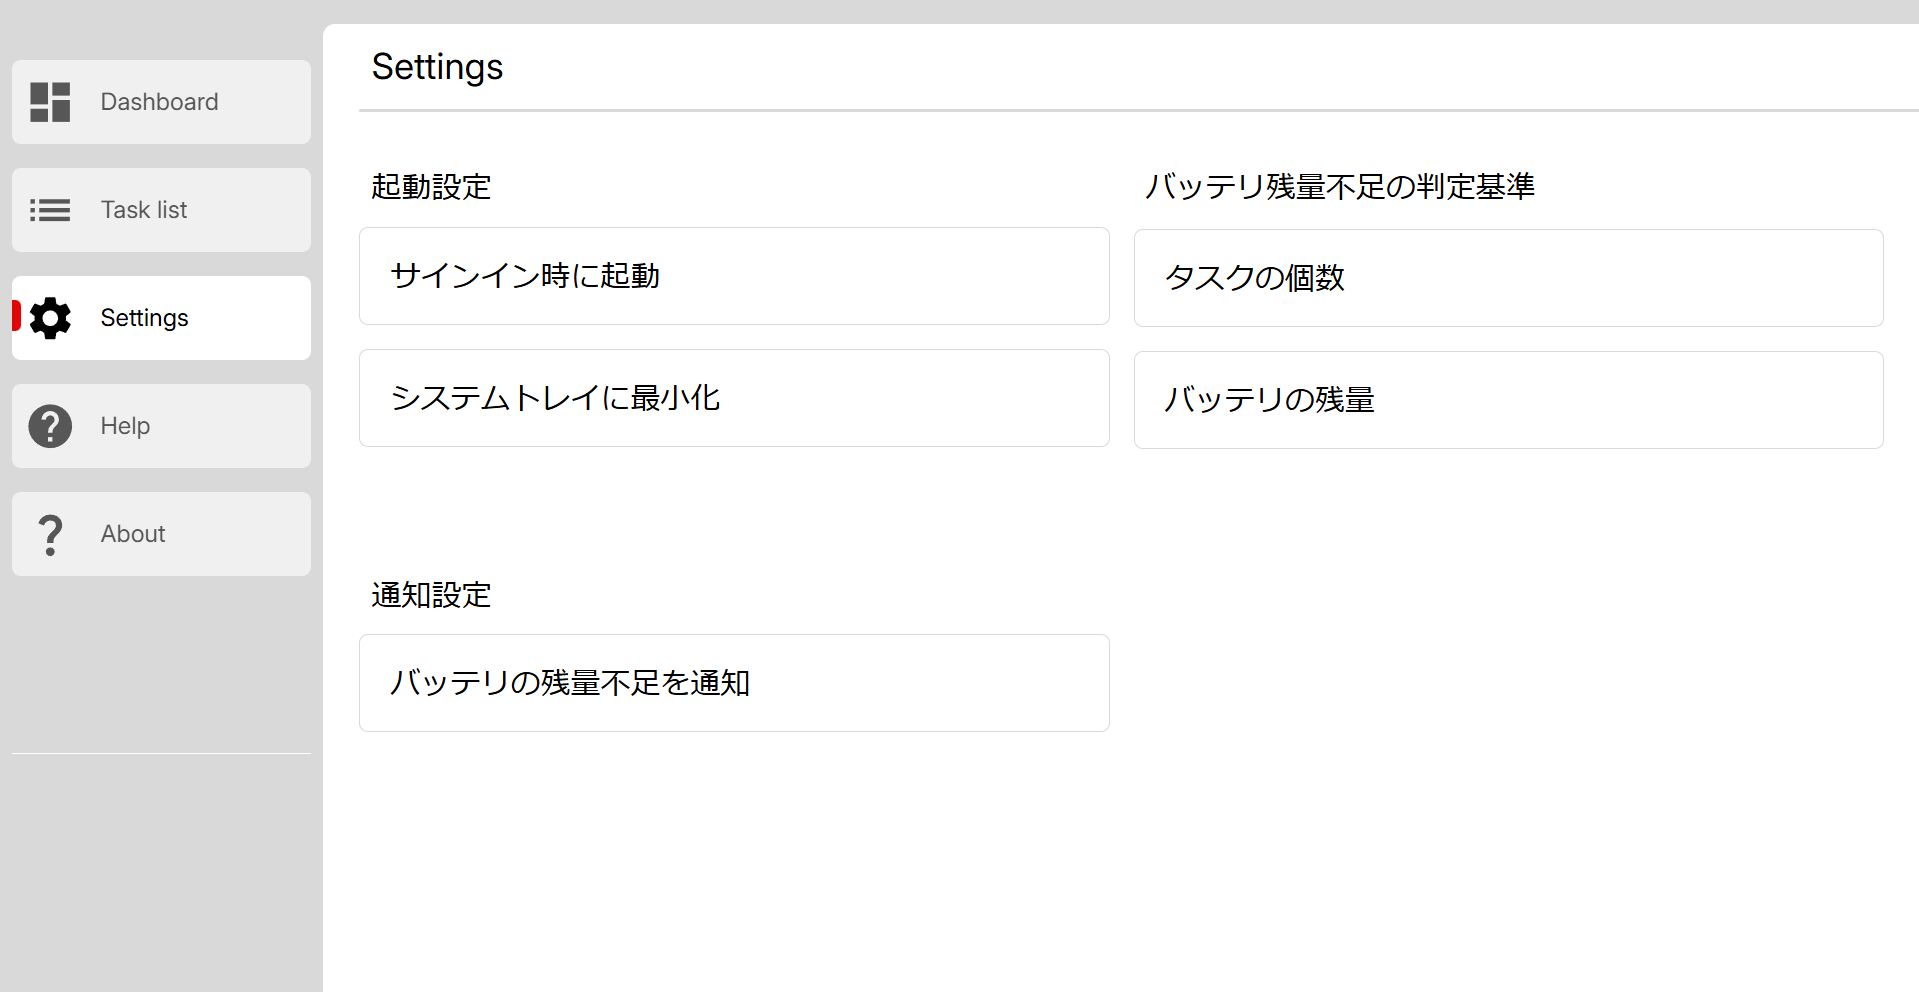 Dashboard
Task list
Settings
Help
About
Settings
起動設定
サインイン時に起動
システムトレイに最小化
バッテリ残量不足の判定基準
タスクの個数
バッテリの残量
通知設定
バッテリの残量不足を通知